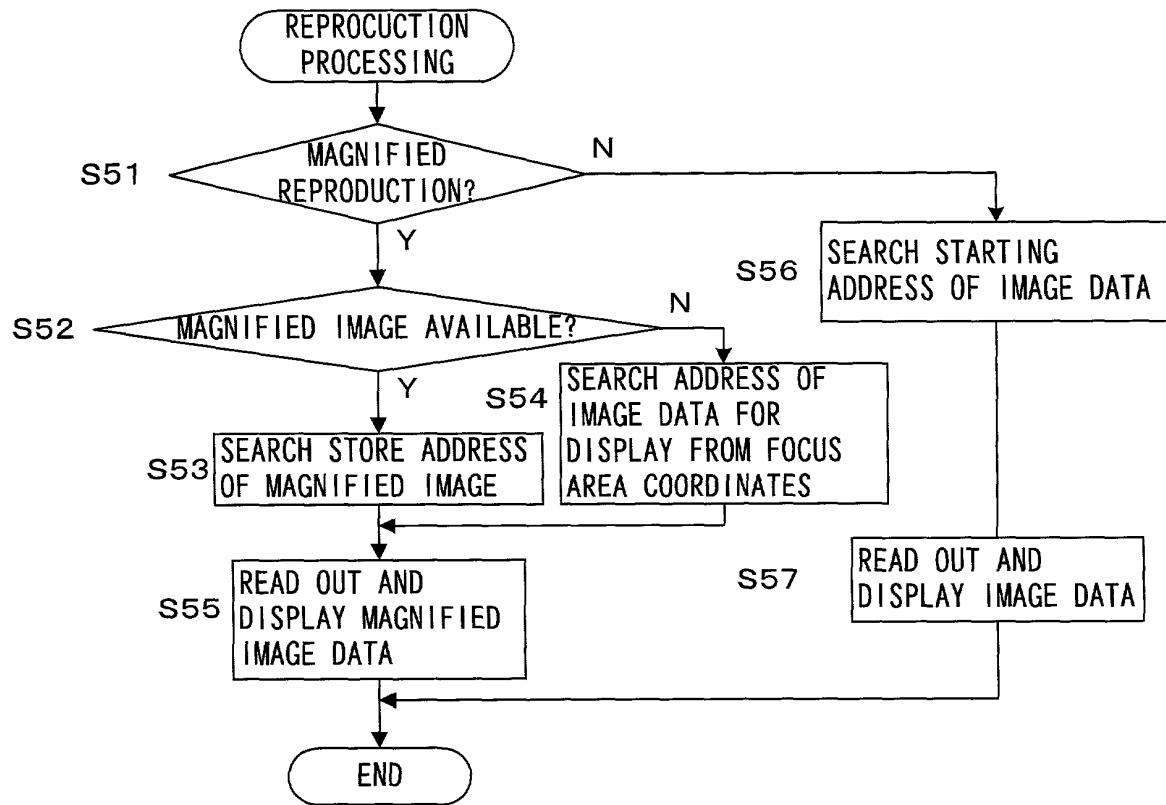 REPROCUCTION
PROCESSING
S51
MAGNIFIED
REPRODUCTION?
N
Y
S56
SEARCH STARTING
ADDRESS OF IMAGE DATA
S52
MAGNIFIED IMAGE AVAILABLE?
N
Y
S54
SEARCH ADDRESS OF
IMAGE DATA FOR
DISPLAY FROM FOCUS
AREA COORDINATES
S53
SEARCH STORE ADDRESS
OF MAGNIFIED IMAGE
S55
READ OUT AND
DISPLAY MAGNIFIED
IMAGE DATA
S57
READ OUT AND
DISPLAY IMAGE DATA
END